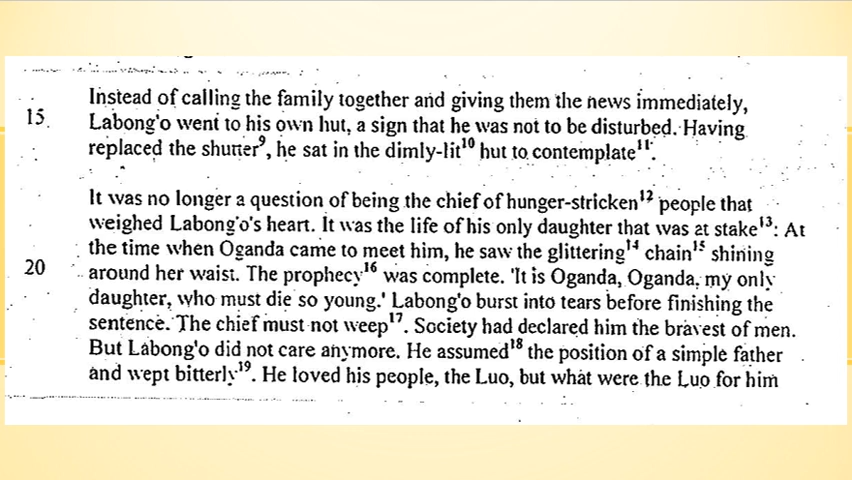 Instead of calling the family together and giving them the news immediately,
15 Labong'o went to his own hut, a sign that he was not to be disturbed. Having
replaced the shutter⁹, he sat in the dimly-lit¹⁰ hut to contemplate¹¹.
It was no longer a question of being the chief of hunger-stricken¹² people that
weighed Labong'o's heart. It was the life of his only daughter that was at stake¹³: At
the time when Oganda came to meet him, he saw the glittering¹⁴ chain¹⁵ shining
20 around her waist. The prophecy¹⁶ was complete. 'It is Oganda, Oganda, my only
daughter, who must die so young.' Labong'o burst into tears before finishing the
sentence. The chief must not weep¹⁷. Society had declared him the bravest of men.
But Labong'o did not care anymore. He assumed¹⁸ the position of a simple father
and wept bitterly¹⁹. He loved his people, the Luo, but what were the Luo for him